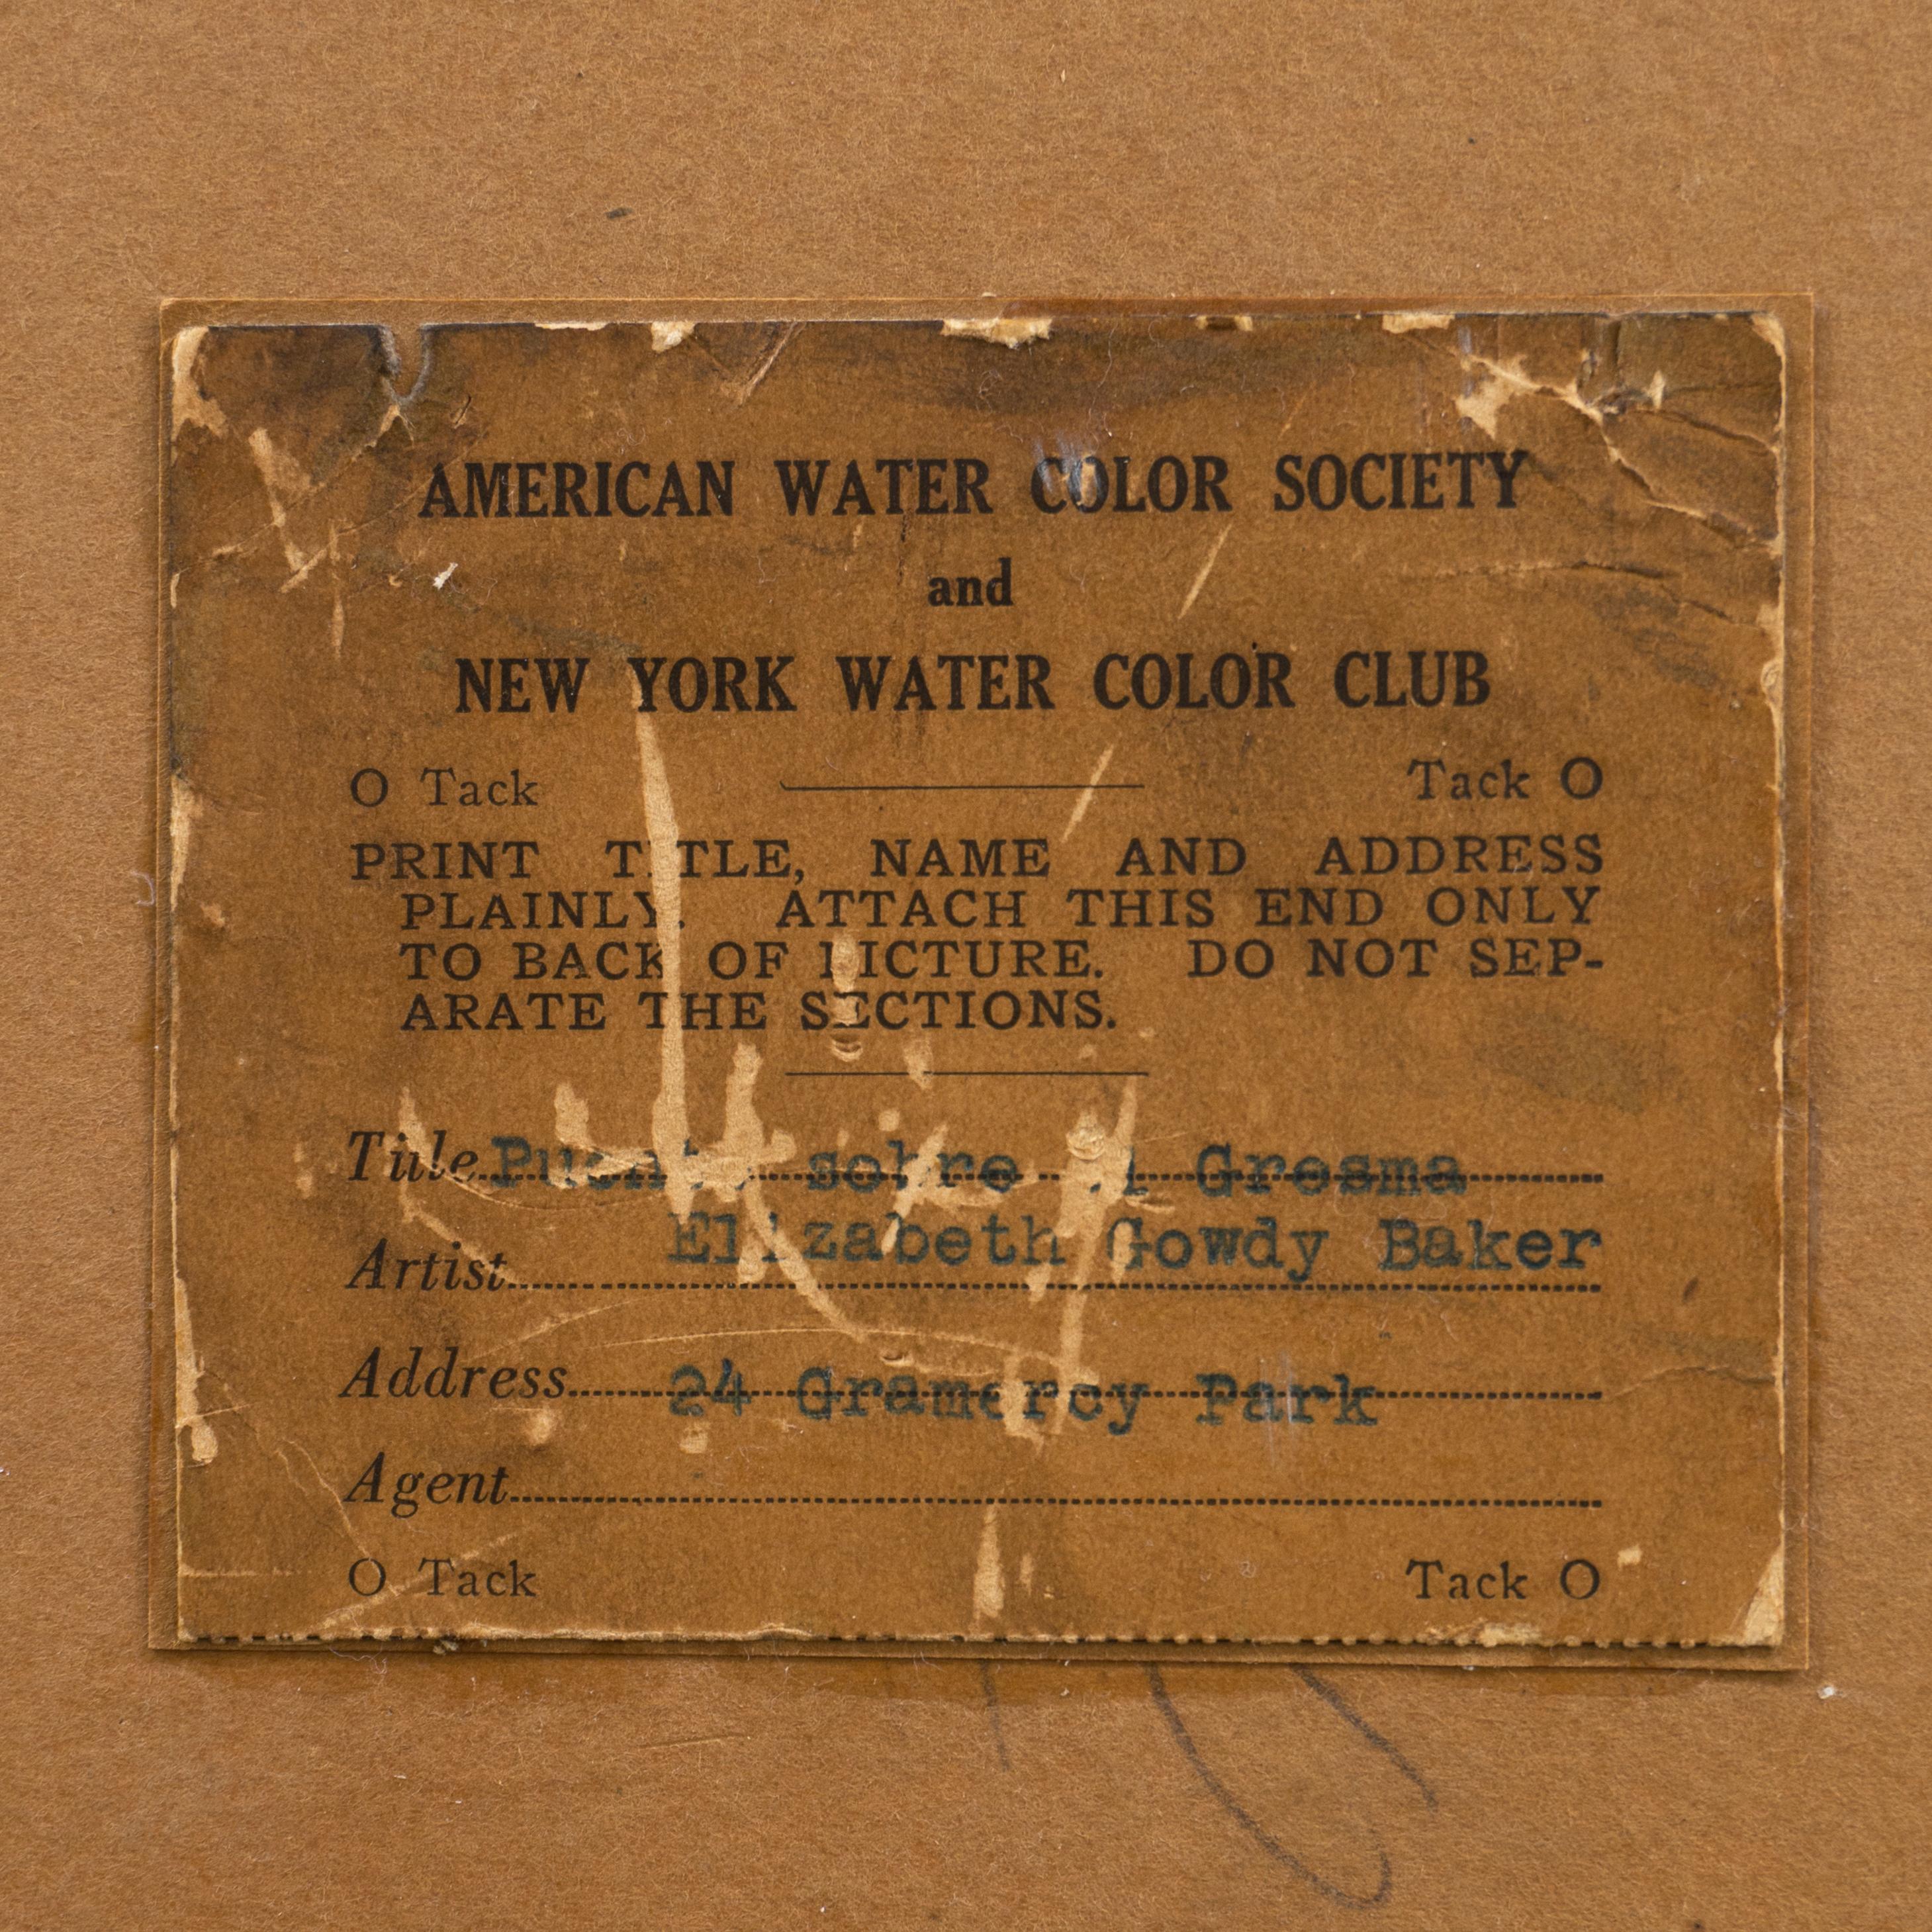 AMERICAN WATER COLOR SOCIETY
and
NEW YORK WATER COLOR CLUB
O Tack Tack O
PRINT TITLE, NAME AND ADDRESS
PLAINLY. ATTACH THIS END ONLY
TO BACK OF PICTURE. DO NOT SEP-
ARATE THE SECTIONS.
Title Puente sobre el Gresma
Artist Elizabeth Gowdy Baker
Address 24 Gramercy Park
Agent
O Tack Tack O